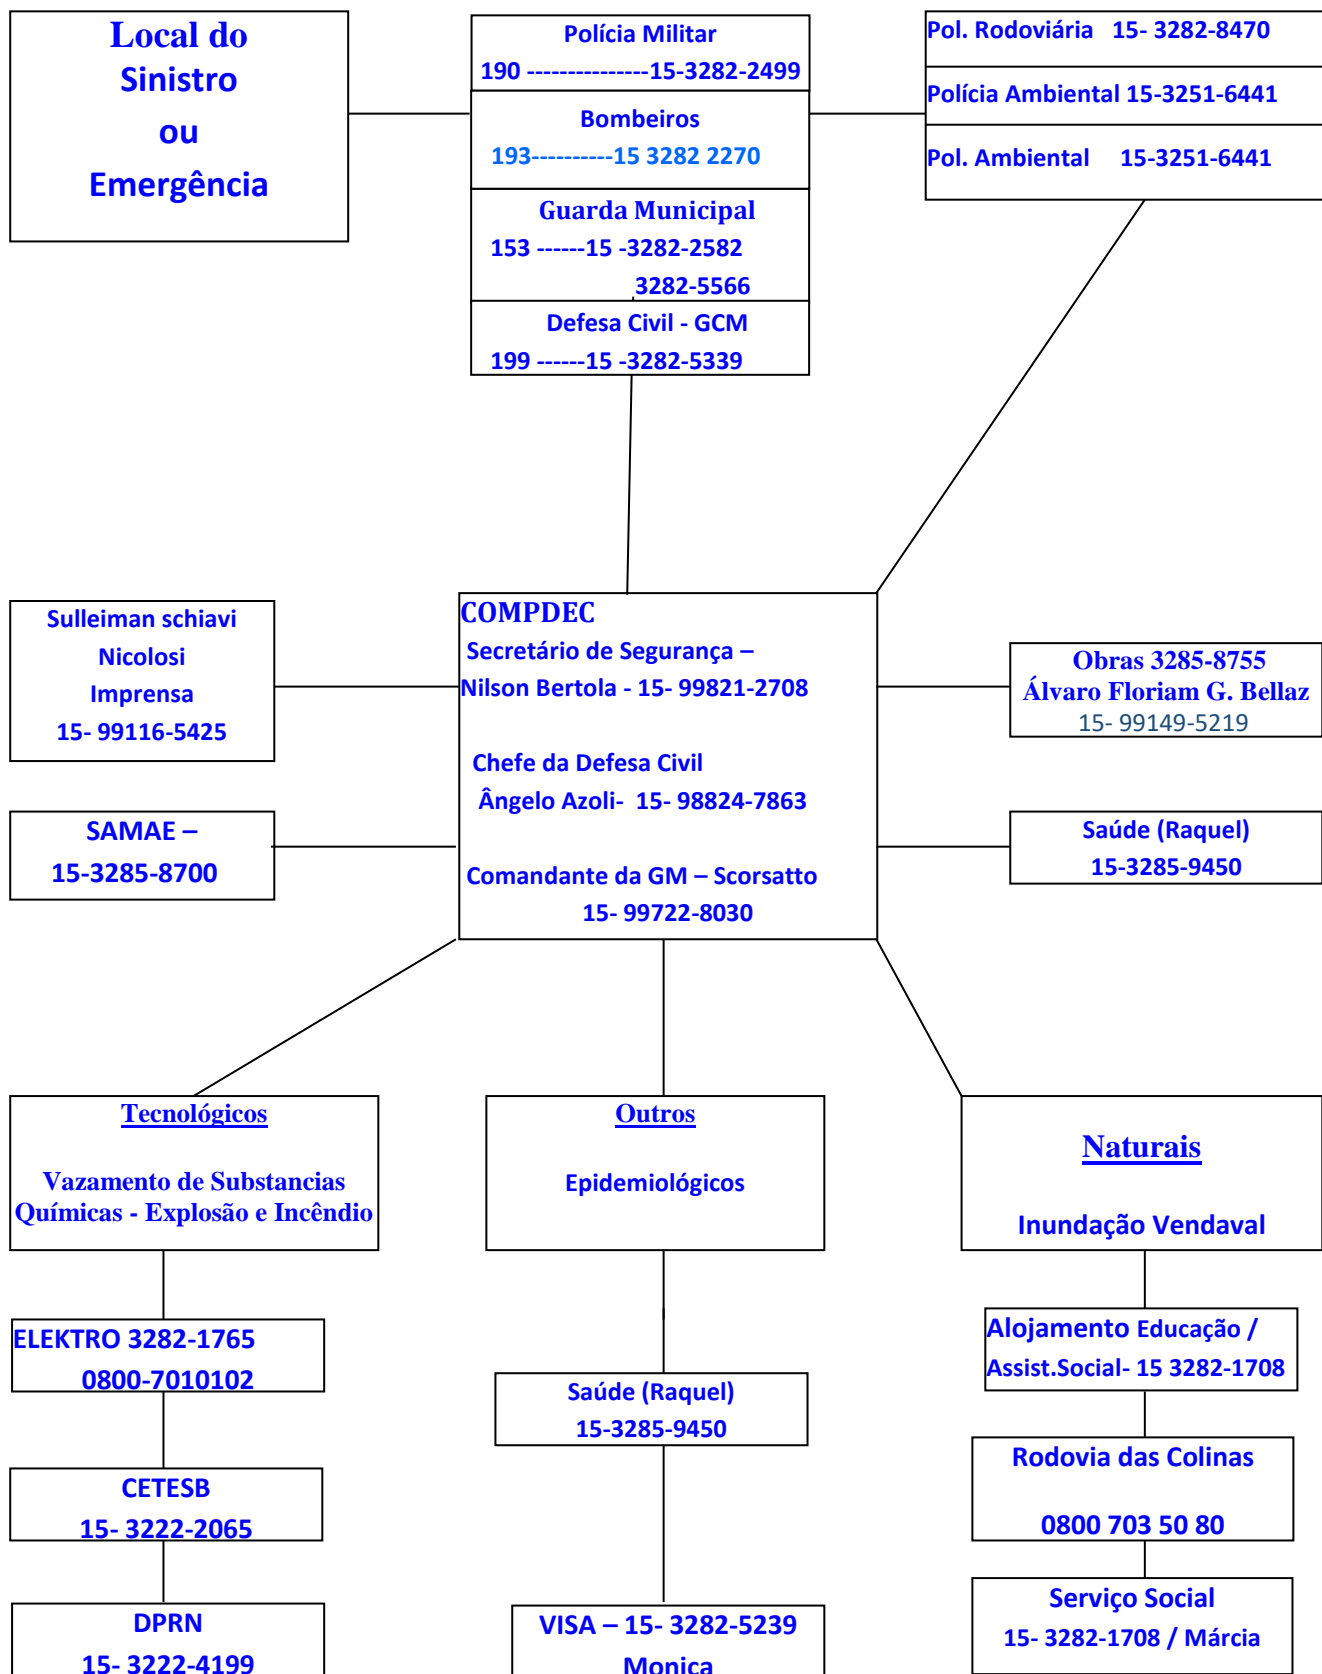 Local do
Sinistro
ou
Emergência
Polícia Militar
190 ---------------15-3282-2499
Bombeiros
193----------15 3282 2270
Guarda Municipal
153 ------15 -3282-2582
3282-5566
Defesa Civil - GCM
199 ------15 -3282-5339
Pol. Rodoviária 15- 3282-8470
Polícia Ambiental 15-3251-6441
Pol. Ambiental 15-3251-6441
Sulleiman schiavi
Nicolosi
Imprensa
15- 99116-5425
SAMAE –
15-3285-8700
COMPDEC
Secretário de Segurança –
Nilson Bertola - 15- 99821-2708
Chefe da Defesa Civil
Ângelo Azoli- 15- 98824-7863
Comandante da GM – Scorsatto
15- 99722-8030
Obras 3285-8755
Álvaro Floriam G. Bellaz
15- 99149-5219
Saúde (Raquel)
15-3285-9450
Tecnológicos
Vazamento de Substancias
Químicas - Explosão e Incêndio
ELEKTRO 3282-1765
0800-7010102
CETESB
15- 3222-2065
DPRN
15- 3222-4199
Outros
Epidemiológicos
Saúde (Raquel)
15-3285-9450
VISA – 15- 3282-5239
Monica
Naturais
Inundação Vendaval
Alojamento Educação /
Assist.Social- 15 3282-1708
Rodovia das Colinas
0800 703 50 80
Serviço Social
15- 3282-1708 / Márcia